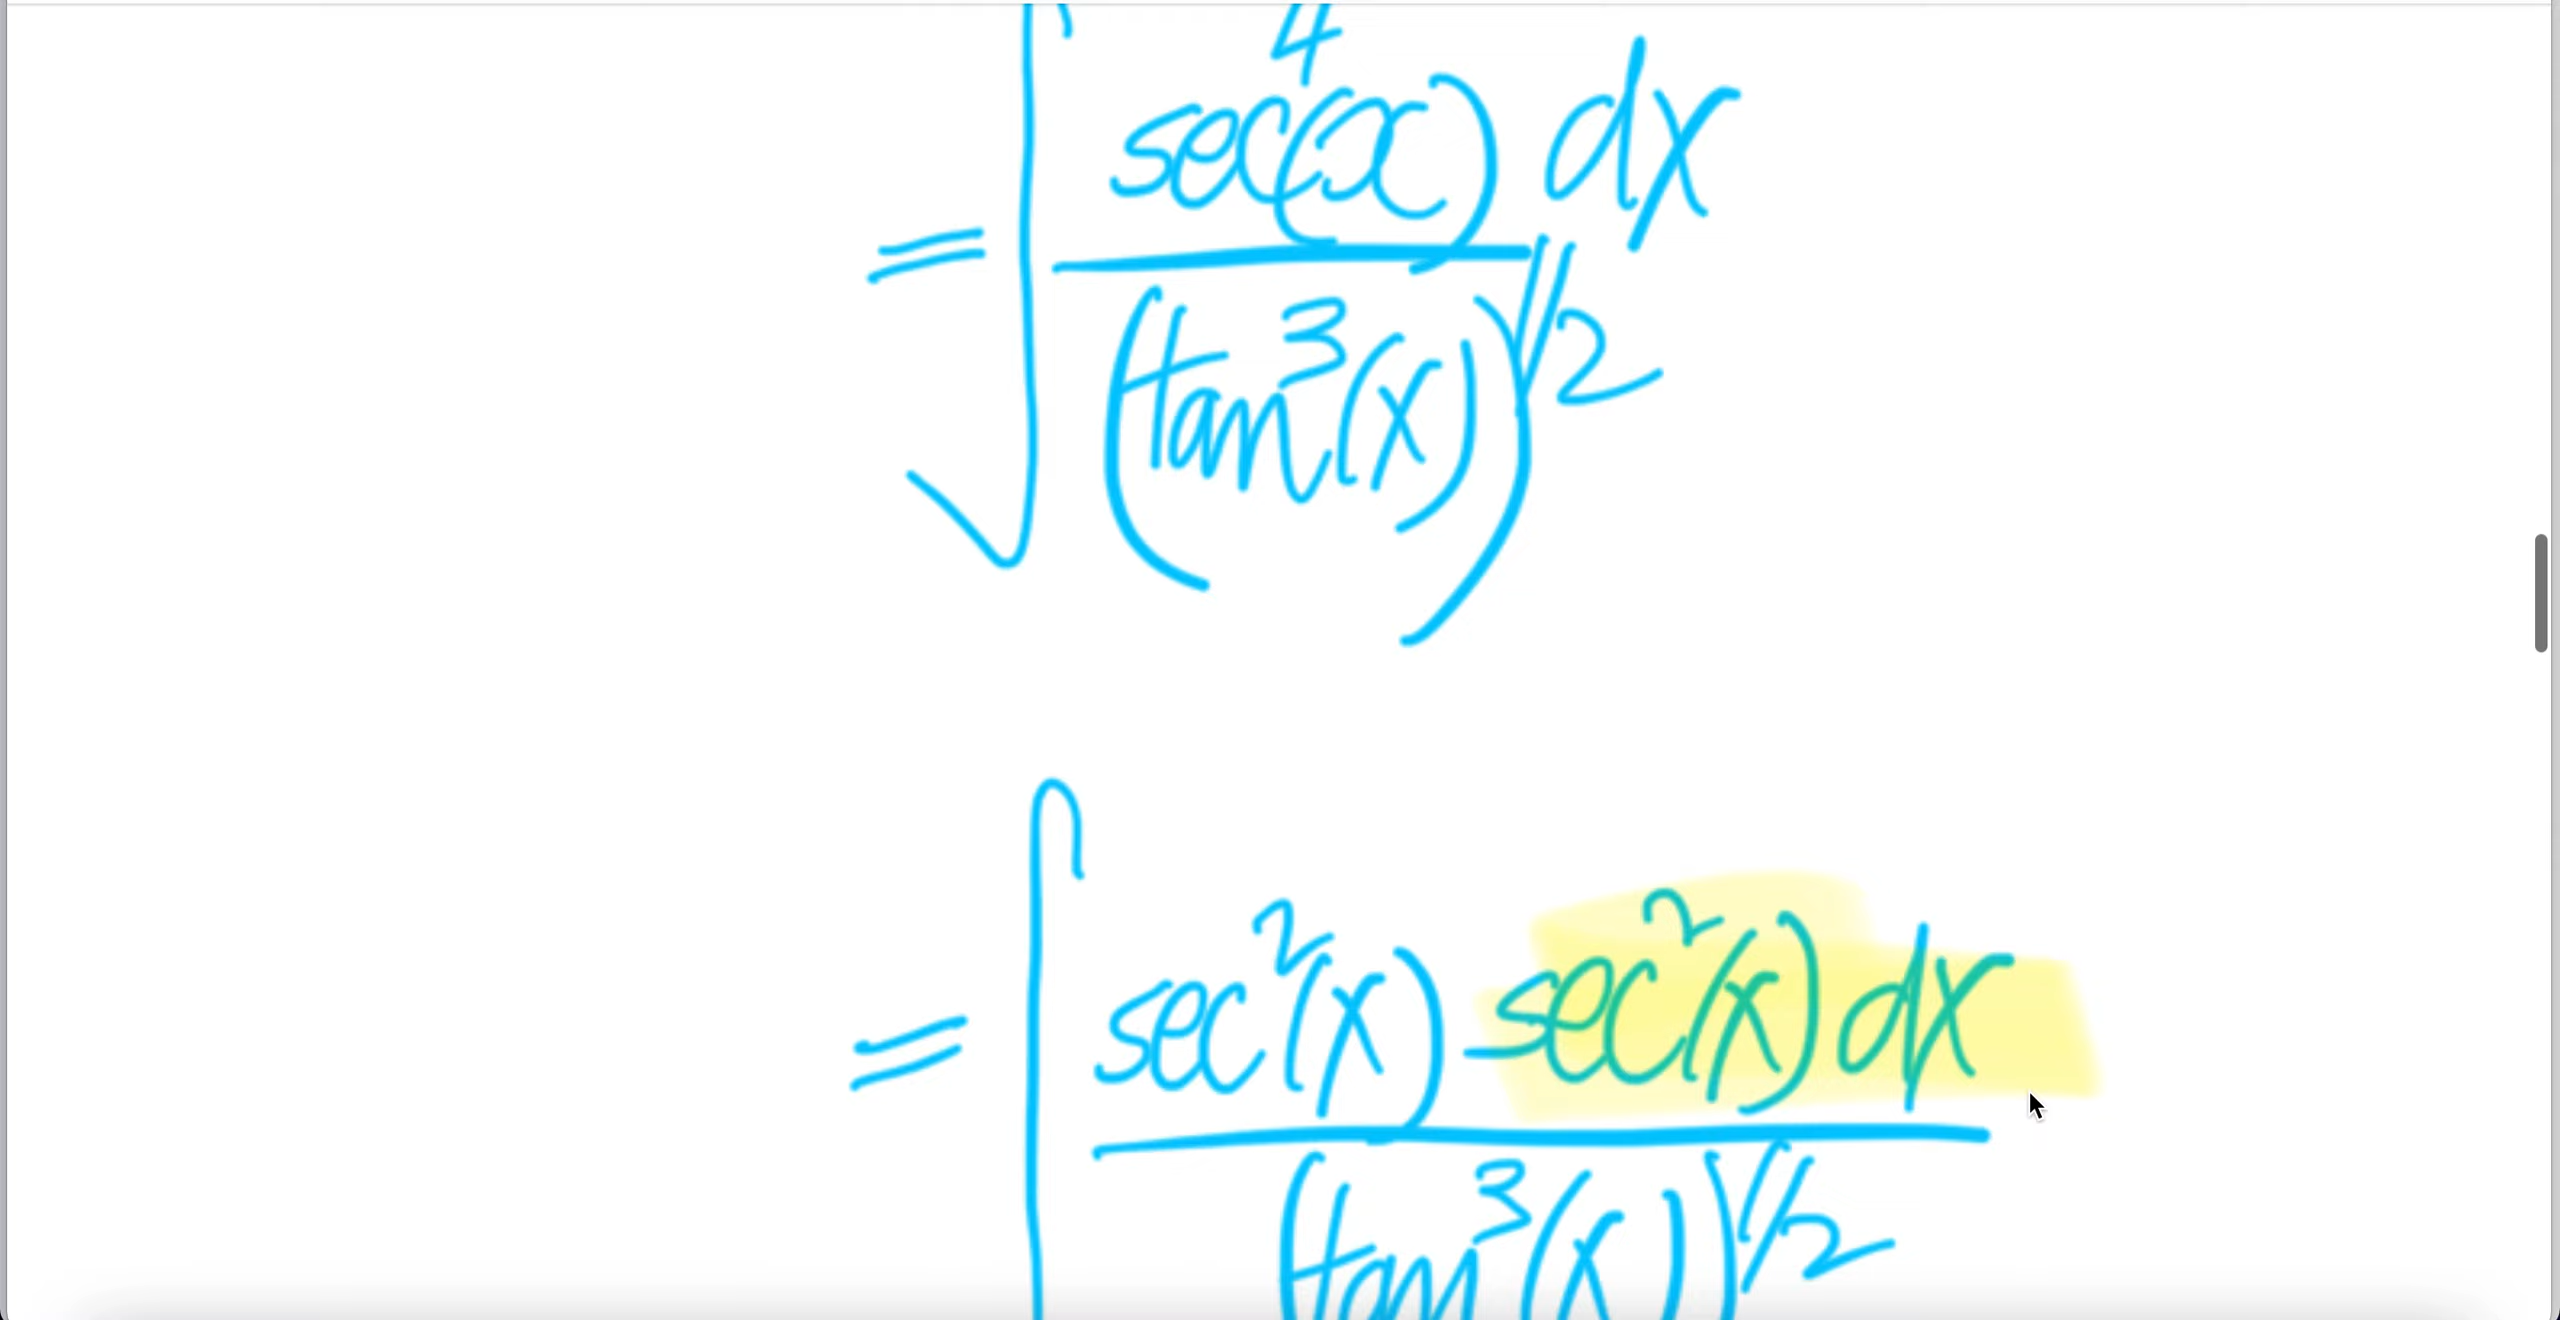 = ∫ sec⁴(x) dx / (tan³(x))^1/2
= ∫ sec²(x) sec²(x) dx / (tan³(x))^1/2